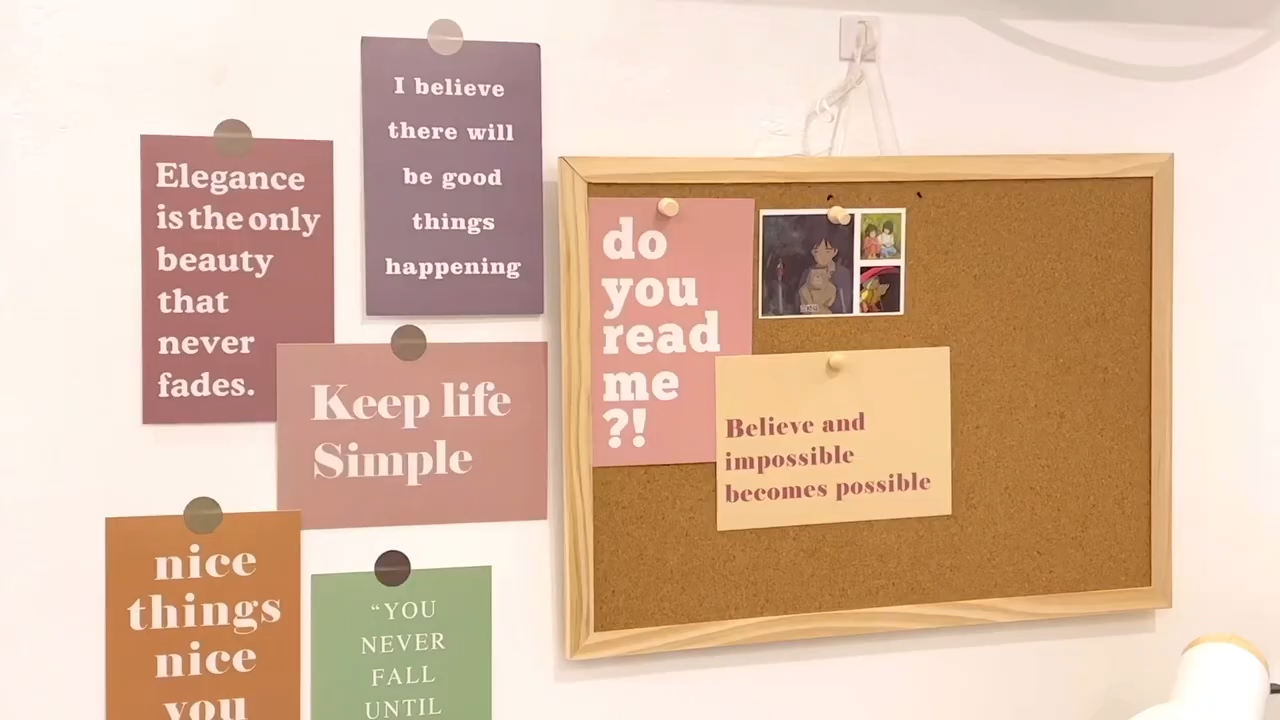 I believe
there will
be good
things
happening
Elegance
is the only
beauty
that
never
fades.
Keep life
Simple
nice
things
nice
you
“YOU
NEVER
FALL
UNTIL
do
you
read
me
?!
Believe and
impossible
becomes possible